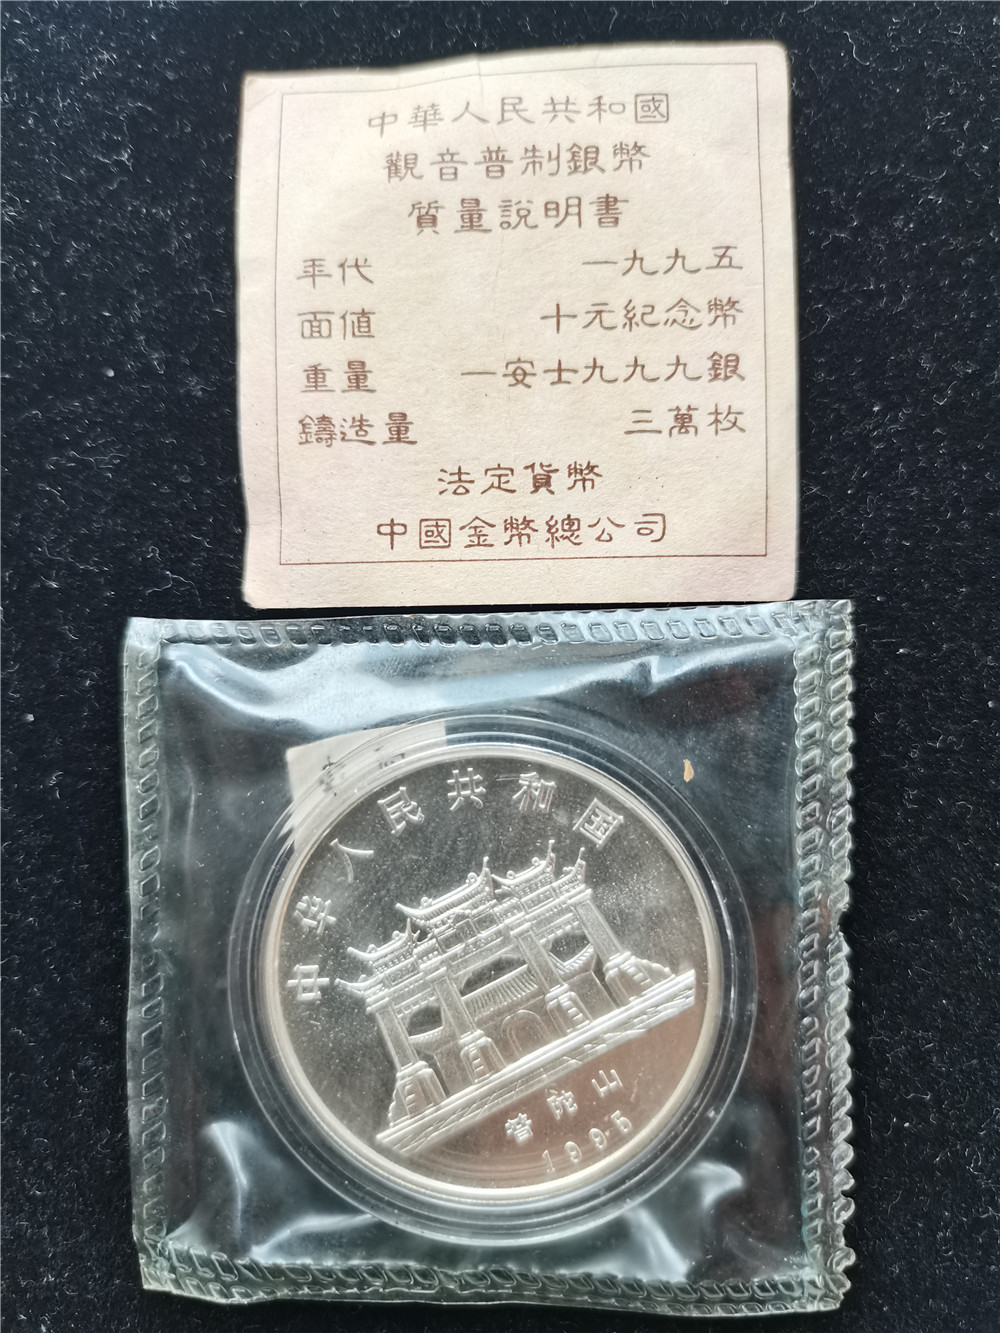 中華人民共和國
觀音普制銀幣
質量說明書
年代 一九九五
面值 十元紀念幣
重量 一安士九九九銀
鑄造量 三萬枚
法定貨幣
中國金幣總公司
中华人民共和国
普陀山
1995